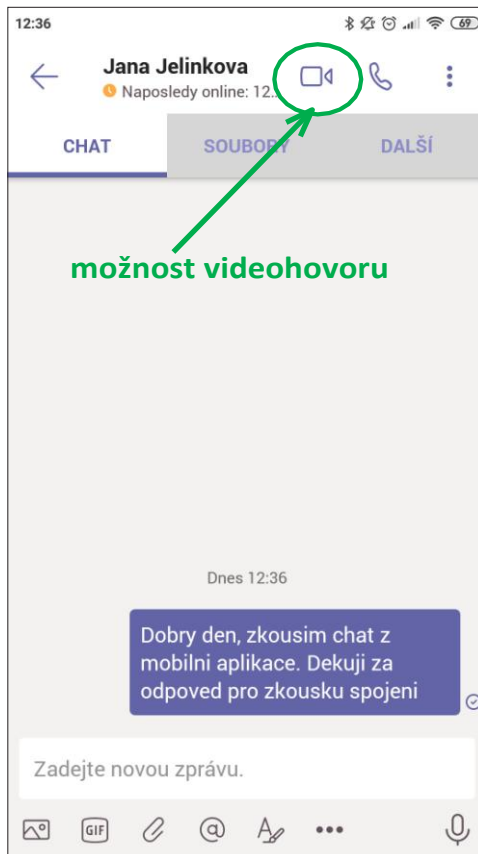 12:36
69
Jana Jelinkova
Naposledy online: 12...
CHAT
SOUBORY
DALŠÍ
možnost videohovoru
Dnes 12:36
Dobry den, zkousim chat z
mobilni aplikace. Dekuji za
odpoved pro zkousku spojeni
Zadejte novou zprávu.
GIF